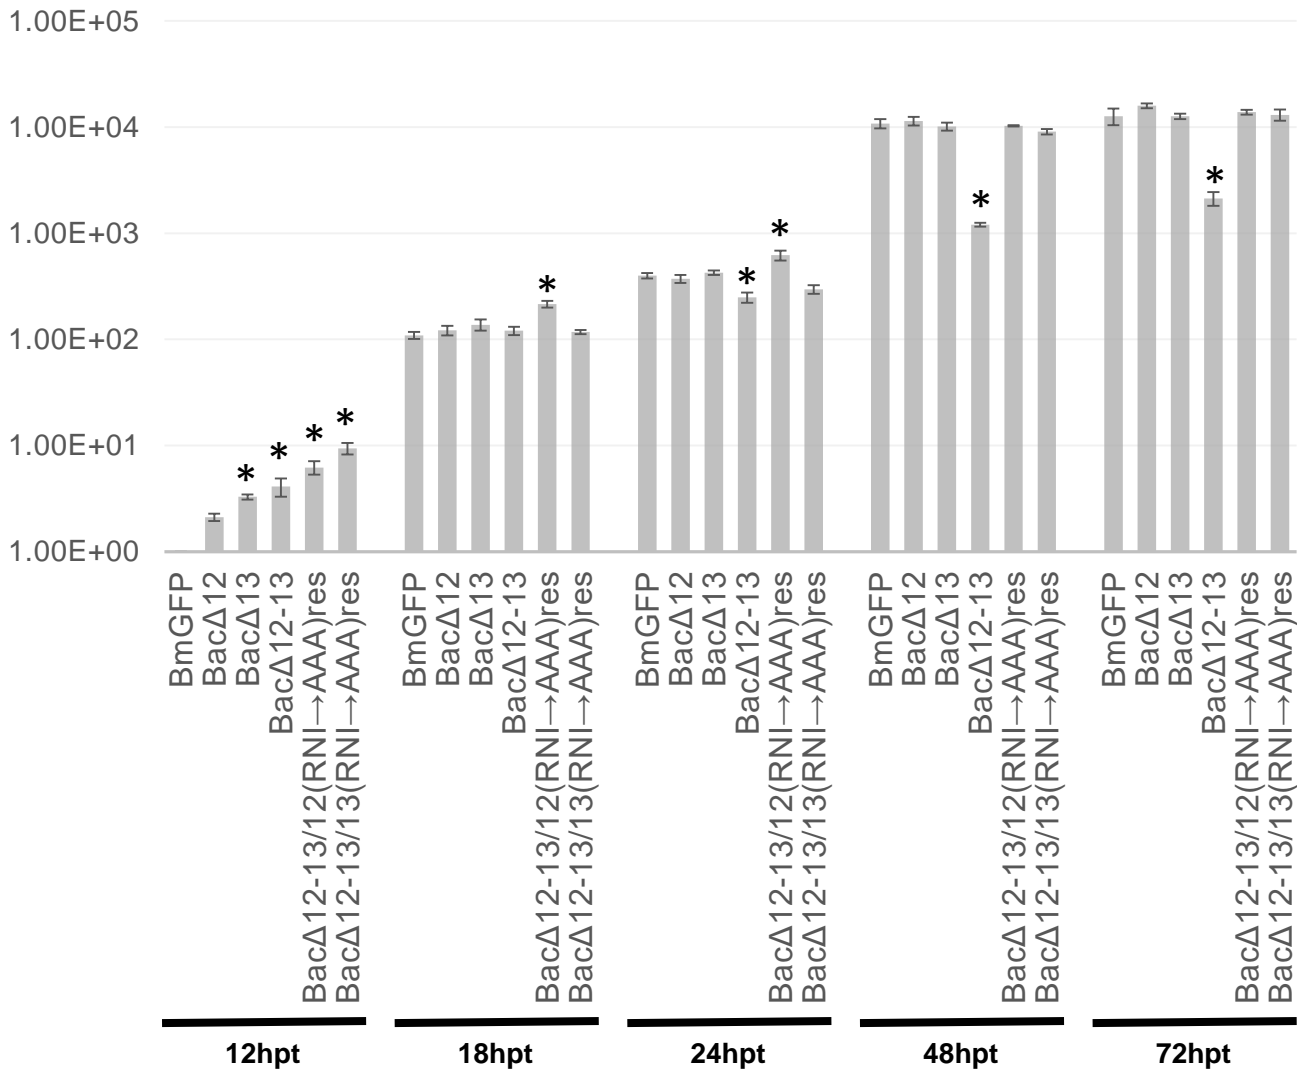 1.00E+05
1.00E+04
1.00E+03
1.00E+02
1.00E+01
1.00E+00
* * * *
*
* *
*
*
BmGFP
BacΔ12
BacΔ13
BacΔ12-13
BacΔ12-13/12(RNI→AAA)res
BacΔ12-13/13(RNI→AAA)res
BmGFP
BacΔ12
BacΔ13
BacΔ12-13
BacΔ12-13/12(RNI→AAA)res
BacΔ12-13/13(RNI→AAA)res
BmGFP
BacΔ12
BacΔ13
BacΔ12-13
BacΔ12-13/12(RNI→AAA)res
BacΔ12-13/13(RNI→AAA)res
BmGFP
BacΔ12
BacΔ13
BacΔ12-13
BacΔ12-13/12(RNI→AAA)res
BacΔ12-13/13(RNI→AAA)res
BmGFP
BacΔ12
BacΔ13
BacΔ12-13
BacΔ12-13/12(RNI→AAA)res
BacΔ12-13/13(RNI→AAA)res
12hpt
18hpt
24hpt
48hpt
72hpt